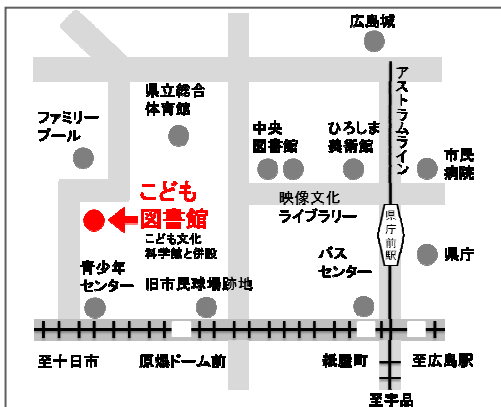 広島城
県立総合
体育館
アストラムライン
ファミリー
プール
中央
図書館
ひろしま
美術館
市民
病院
こども
図書館
こども文化
科学館と併設
映像文化
ライブラリー
県庁前駅
県庁
青少年
センター
旧市民球場跡地
バス
センター
至十日市
原爆ドーム前
紙屋町
至広島駅
至宇品